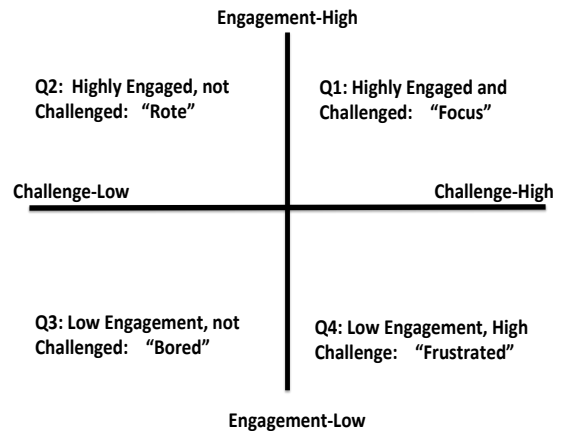 Engagement-High
Q2:  Highly Engaged, not
Challenged:   “Rote”
Q1: Highly Engaged and
Challenged:   “Focus”
Challenge-Low
Challenge-High
Q3: Low Engagement, not
Challenged:   “Bored”
Q4: Low Engagement, High
Challenge:   “Frustrated”
Engagement-Low